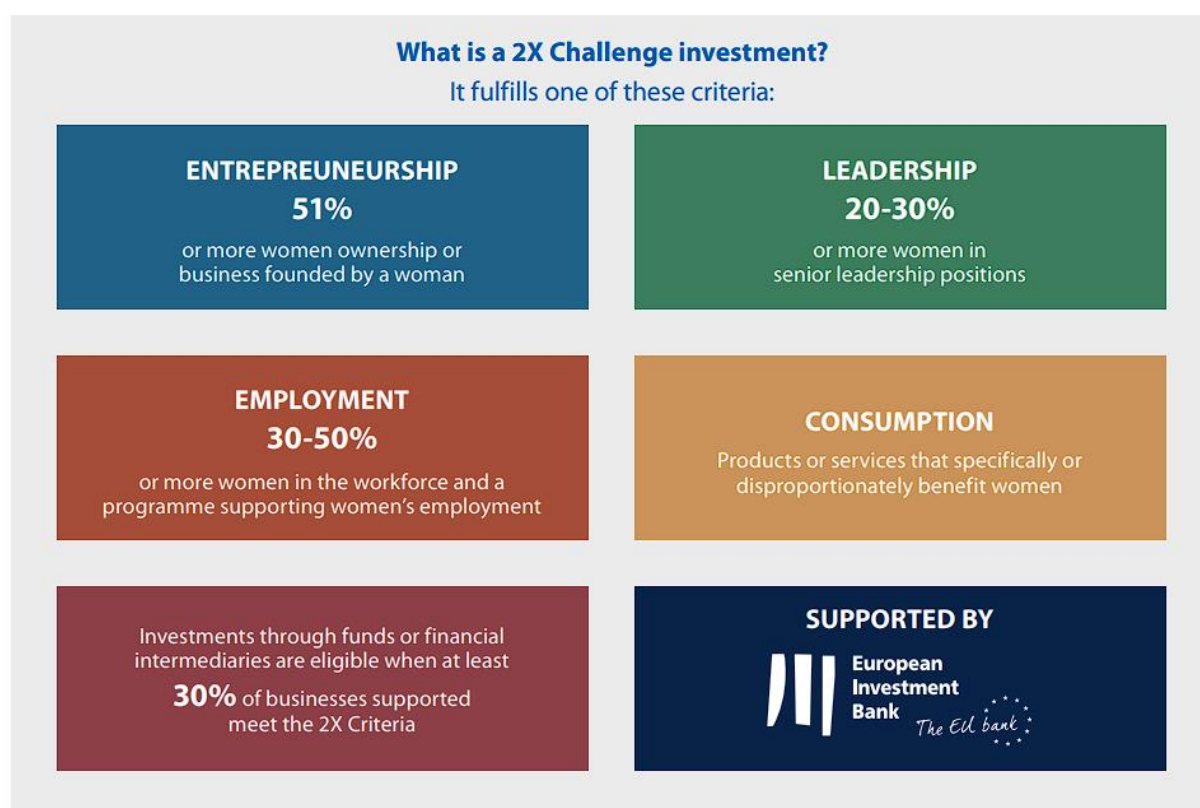 What is a 2X Challenge investment?
It fulfills one of these criteria:
ENTREPREUNEURSHIP
51%
or more women ownership or
business founded by a woman
LEADERSHIP
20-30%
or more women in
senior leadership positions
EMPLOYMENT
30-50%
or more women in the workforce and a
programme supporting women’s employment
CONSUMPTION
Products or services that specifically or
disproportionately benefit women
Investments through funds or financial
intermediaries are eligible when at least
30% of businesses supported
meet the 2X Criteria
SUPPORTED BY
European
Investment
Bank
The EU bank